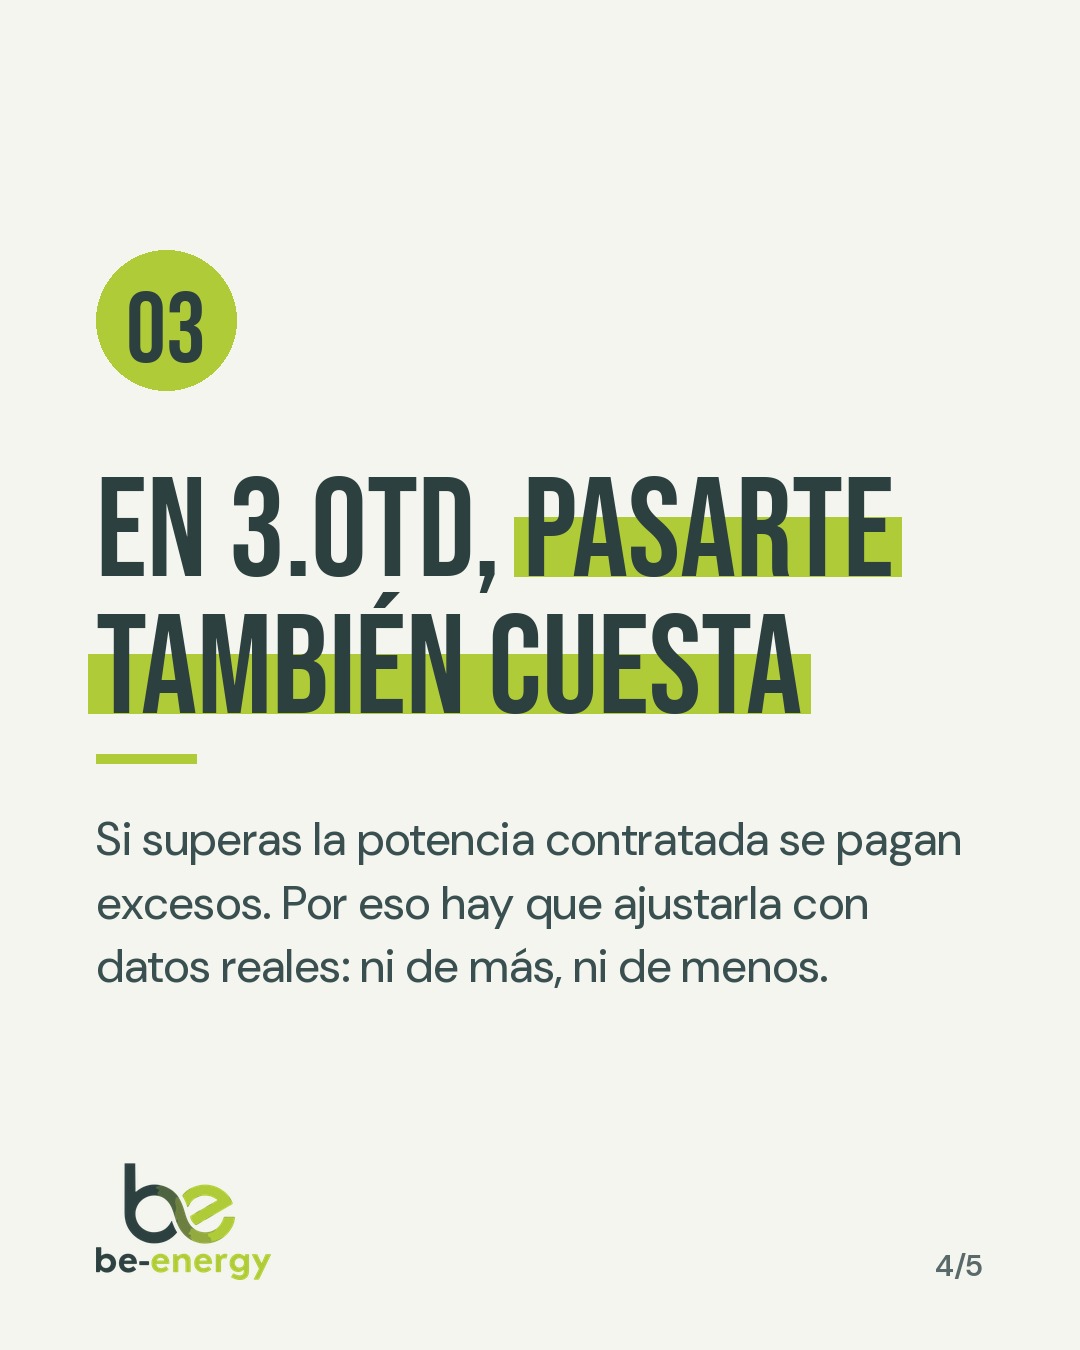 03
EN 3.0TD, PASARTE
TAMBIÉN CUESTA
Si superas la potencia contratada se pagan
excesos. Por eso hay que ajustarla con
datos reales: ni de más, ni de menos.
be
be-energy
4/5